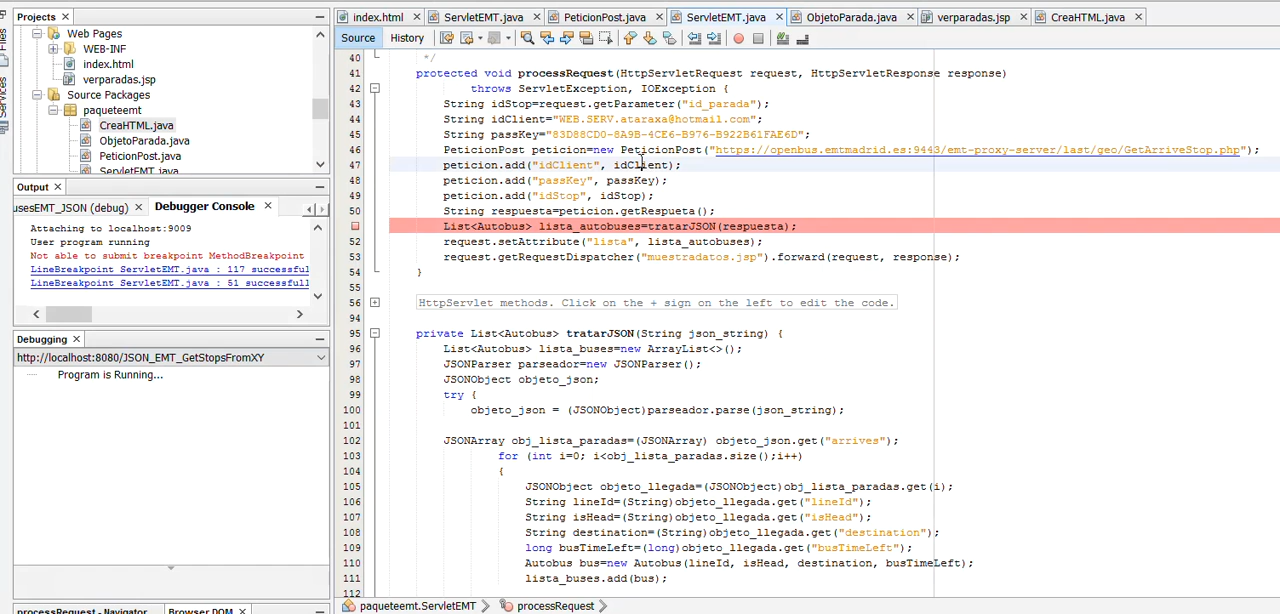 Projects ×
Web Pages
WEB-INF
index.html
verparadas.jsp
Source Packages
paqueteemt
CreaHTML.java
ObjetoParada.java
PeticionPost.java
ServletEMT.java
Files
Services
Output ×
usesEMT_JSON (debug) × Debugger Console ×
Attaching to localhost:9009
User program running
Not able to submit breakpoint MethodBreakpoint
LineBreakpoint ServletEMT.java : 117 successful
LineBreakpoint ServletEMT.java : 51 successfull
Debugging ×
http://localhost:8080/JSON_EMT_GetStopsFromXY
Program is Running...
processRequest - Navigator Browser DOM ×
index.html × ServletEMT.java × PeticionPost.java × ServletEMT.java × ObjetoParada.java × verparadas.jsp × CreaHTML.java ×
Source History
40 */
41 protected void processRequest(HttpServletRequest request, HttpServletResponse response)
42 throws ServletException, IOException {
43 String idStop=request.getParameter("id_parada");
44 String idClient="WEB.SERV.ataraxa@hotmail.com";
45 String passKey="83D88CD0-8A9B-4CE6-B976-B922B61FAE6D";
46 PeticionPost peticion=new PeticionPost("https://openbus.emtmadrid.es:9443/emt-proxy-server/last/geo/GetArriveStop.php");
47 peticion.add("idClient", idClient);
48 peticion.add("passKey", passKey);
49 peticion.add("idStop", idStop);
50 String respuesta=peticion.getRespueta();
List<Autobus> lista_autobuses=tratarJSON(respuesta);
52 request.setAttribute("lista", lista_autobuses);
53 request.getRequestDispatcher("muestradatos.jsp").forward(request, response);
54 }
55
56 HttpServlet methods. Click on the + sign on the left to edit the code.
94
95 private List<Autobus> tratarJSON(String json_string) {
96 List<Autobus> lista_buses=new ArrayList<>();
97 JSONParser parseador=new JSONParser();
98 JSONObject objeto_json;
99 try {
100 objeto_json = (JSONObject)parseador.parse(json_string);
101
102 JSONArray obj_lista_paradas=(JSONArray) objeto_json.get("arrives");
103 for (int i=0; i<obj_lista_paradas.size();i++)
104 {
105 JSONObject objeto_llegada=(JSONObject)obj_lista_paradas.get(i);
106 String lineId=(String)objeto_llegada.get("lineId");
107 String isHead=(String)objeto_llegada.get("isHead");
108 String destination=(String)objeto_llegada.get("destination");
109 long busTimeLeft=(long)objeto_llegada.get("busTimeLeft");
110 Autobus bus=new Autobus(lineId, isHead, destination, busTimeLeft);
111 lista_buses.add(bus);
112
paqueteemt.ServletEMT processRequest